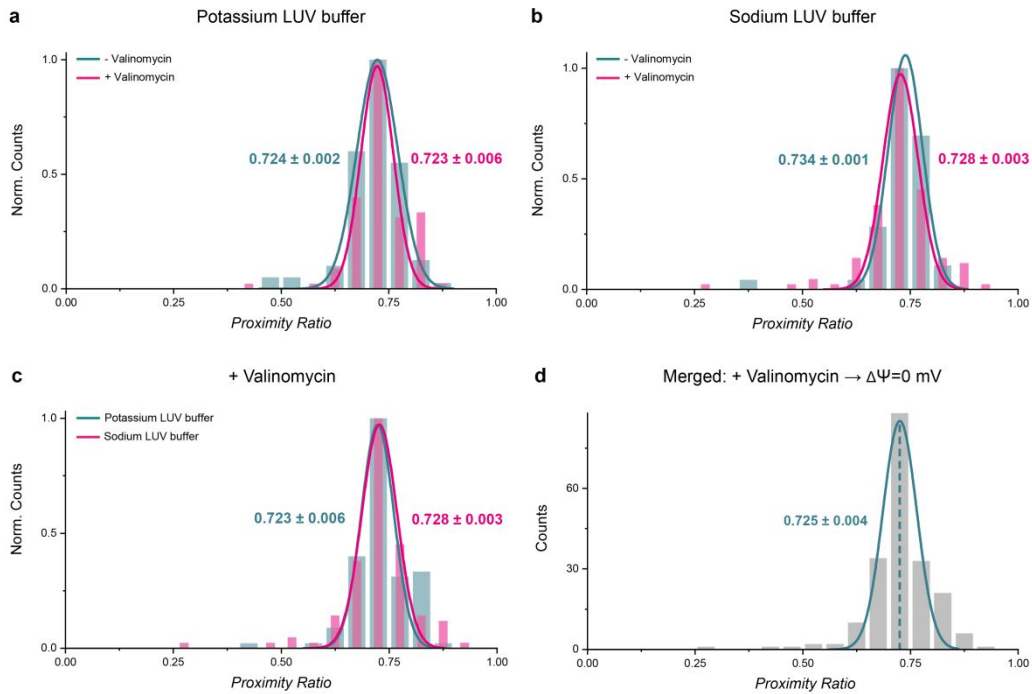 a
Potassium LUV buffer
- Valinomycin
+ Valinomycin
1.0
0.5
0.0
Norm. Counts
0.724 ± 0.002
0.723 ± 0.006
0.00
0.25
0.50
0.75
1.00
Proximity Ratio
b
Sodium LUV buffer
- Valinomycin
+ Valinomycin
1.0
0.5
0.0
Norm. Counts
0.734 ± 0.001
0.728 ± 0.003
0.00
0.25
0.50
0.75
1.00
Proximity Ratio
c
+ Valinomycin
Potassium LUV buffer
Sodium LUV buffer
1.0
0.5
0.0
Norm. Counts
0.723 ± 0.006
0.728 ± 0.003
0.00
0.25
0.50
0.75
1.00
Proximity Ratio
d
Merged: + Valinomycin → ΔΨ=0 mV
60
30
0
Counts
0.725 ± 0.004
0.00
0.25
0.50
0.75
1.00
Proximity Ratio